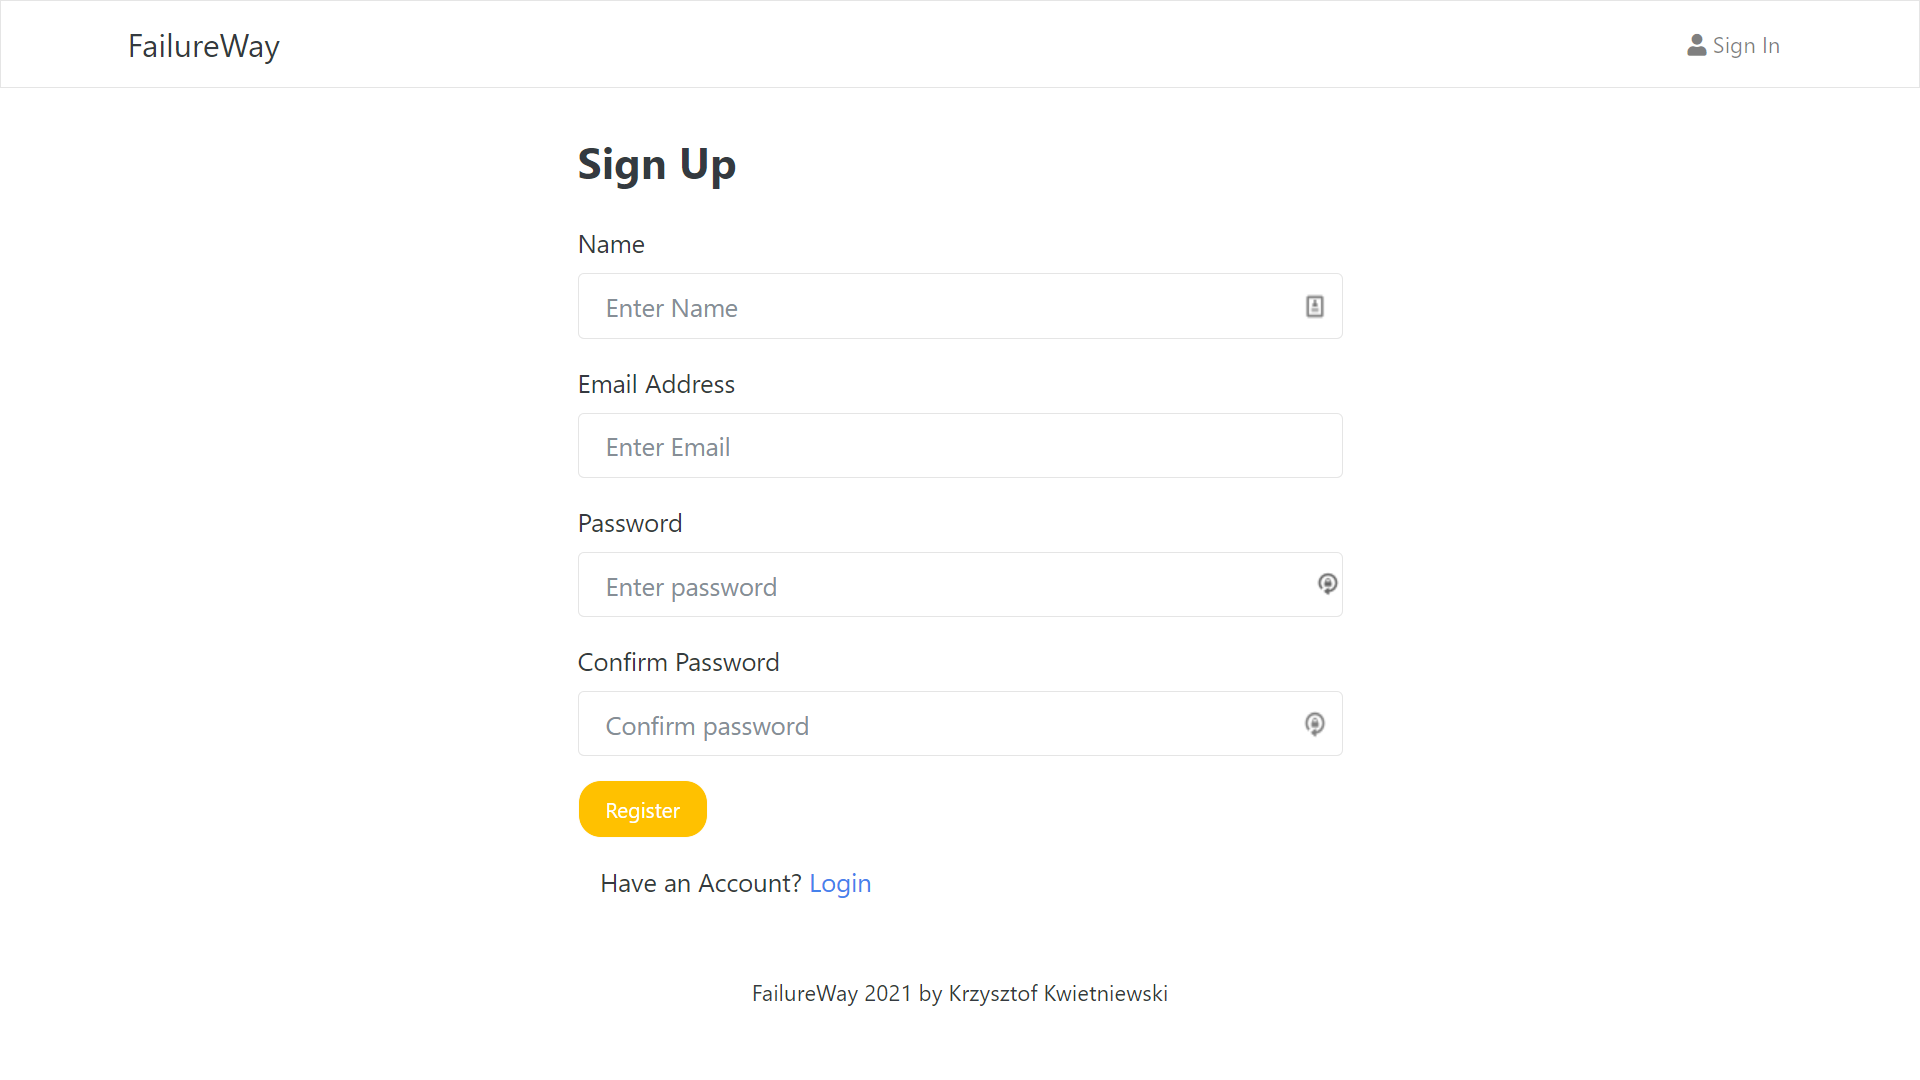 FailureWay
Sign In
Sign Up
Name
Enter Name
Email Address
Enter Email
Password
Enter password
Confirm Password
Confirm password
Register
Have an Account? Login
FailureWay 2021 by Krzysztof Kwietniewski